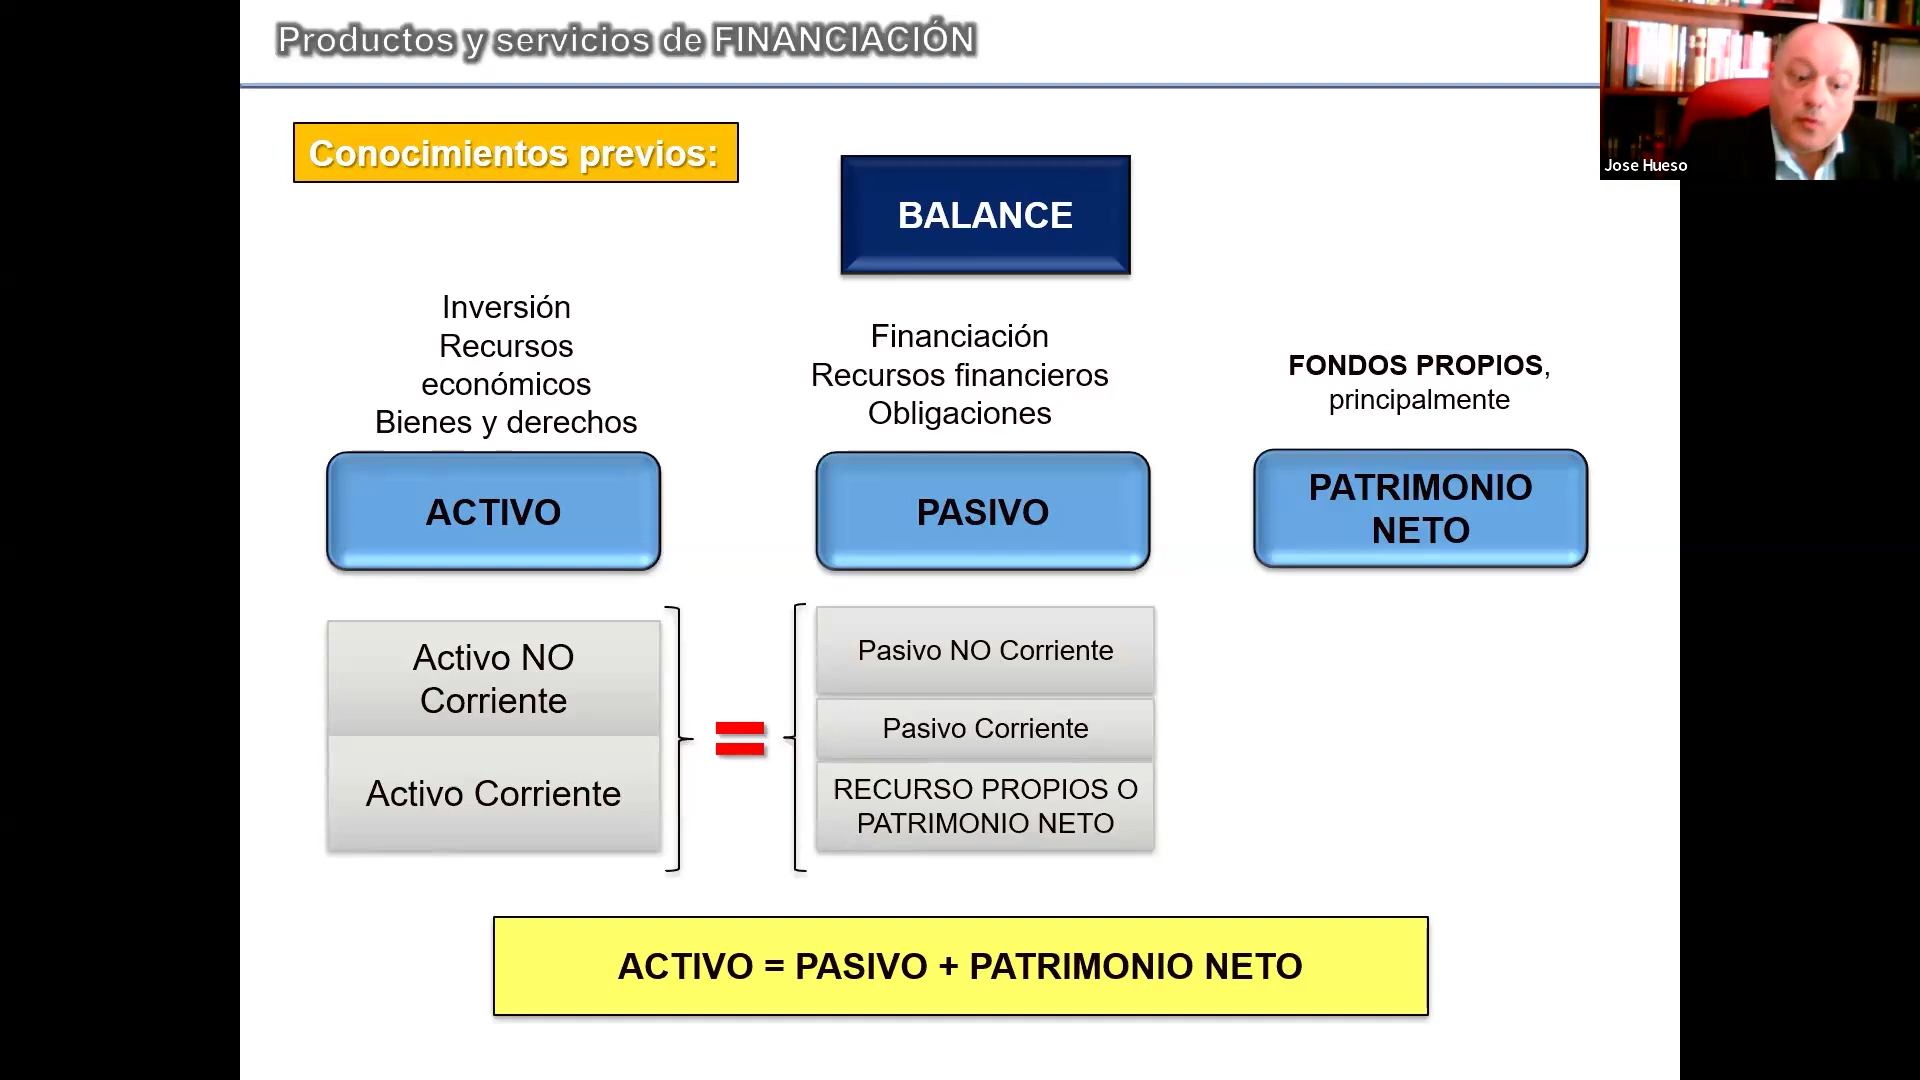 Productos y servicios de FINANCIACIÓN
Jose Hueso
Conocimientos previos:
BALANCE
Inversión
Recursos
económicos
Bienes y derechos
Financiación
Recursos financieros
Obligaciones
FONDOS PROPIOS,
principalmente
ACTIVO
PASIVO
PATRIMONIO
NETO
Activo NO
Corriente
Activo Corriente
=
Pasivo NO Corriente
Pasivo Corriente
RECURSO PROPIOS O
PATRIMONIO NETO
ACTIVO = PASIVO + PATRIMONIO NETO